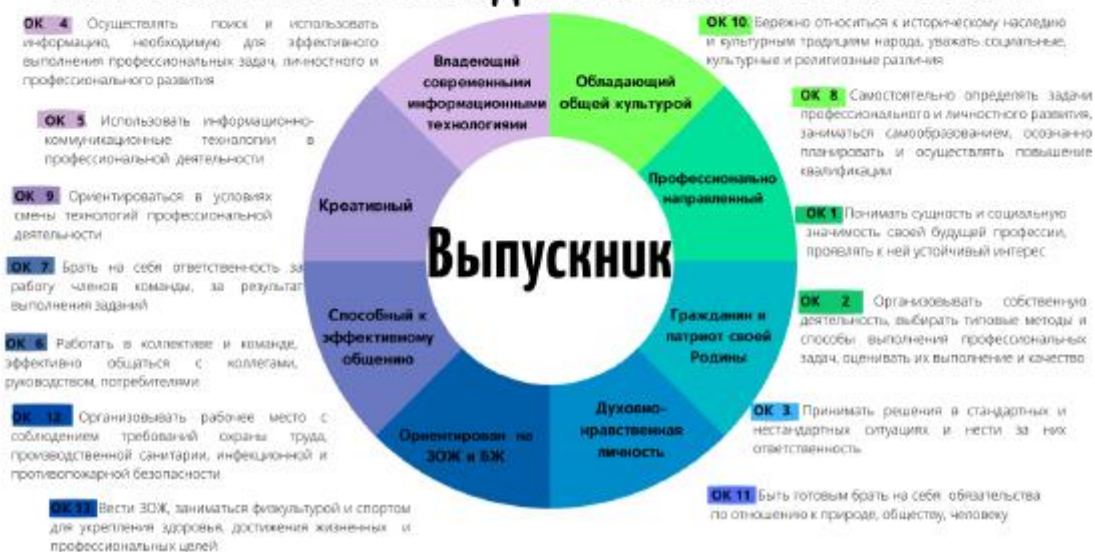 ОК 4 Осуществлять поиск и использовать
информацию, необходимую для эффективного
выполнения профессиональных задач, личностного и
профессионального развития
ОК 5 Использовать информационно-
коммуникационные технологии в
профессиональной деятельности
ОК 9 Ориентироваться в условиях
смены технологий профессиональной
деятельности
ОК 7 Брать на себя ответственность за
работу членов команды, за результат
выполнения заданий
ОК 6 Работать в коллективе и команде,
эффективно общаться с коллегами,
руководством, потребителями
ОК 12 Организовывать рабочее место с
соблюдением требований охраны труда,
производственной санитарии, инфекционной и
противопожарной безопасности
ОК 13 Вести ЗОЖ, заниматься физкультурой и спортом
для укрепления здоровья, достижения жизненных и
профессиональных целей
Владеющий
современными
информационными
технологиями
Обладающий
общей культурой
Креативный
Профессионально
направленный
Выпускник
Способный к
эффективному
общению
Гражданин и
патриот своей
Родины
Ориентирован на
ЗОЖ и БЖ
Духовно-
нравственная
личность
ОК 10. Бережно относиться к историческому наследию
и культурным традициям народа, уважать социальные,
культурные и религиозные различия
ОК 8 Самостоятельно определять задачи
профессионального и личностного развития,
заниматься самообразованием, осознанно
планировать и осуществлять повышение
квалификации
ОК 1 Понимать сущность и социальную
значимость своей будущей профессии,
проявлять к ней устойчивый интерес
ОК 2 Организовывать собственную
деятельность, выбирать типовые методы и
способы выполнения профессиональных
задач, оценивать их выполнение и качество
ОК 3. Принимать решения в стандартных и
нестандартных ситуациях и нести за них
ответственность
ОК 11 Быть готовым брать на себя обязательства
по отношению к природе, обществу, человеку